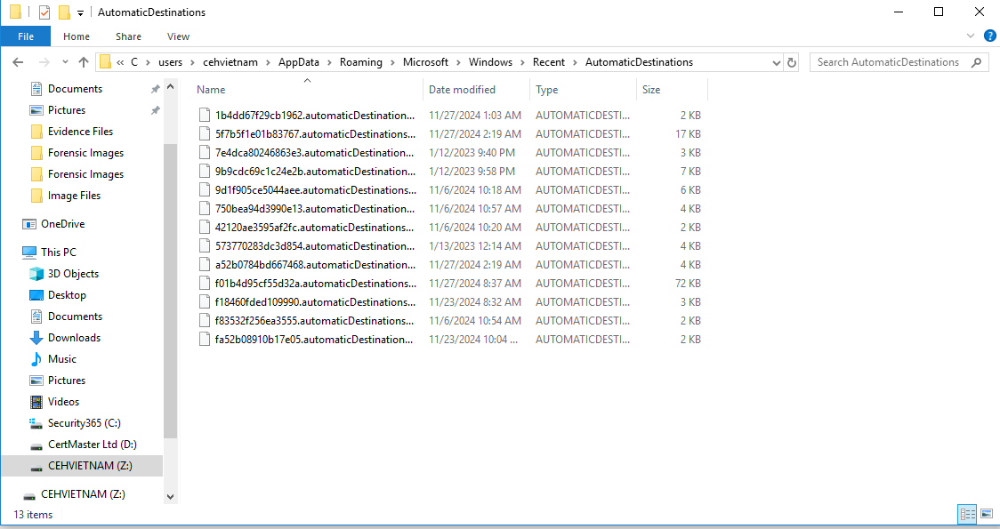 AutomaticDestinations
File Home Share View
« C › users › cehvietnam › AppData › Roaming › Microsoft › Windows › Recent › AutomaticDestinations
Search AutomaticDestinations
Documents
Pictures
Evidence Files
Forensic Images
Forensic Images
Image Files
OneDrive
This PC
3D Objects
Desktop
Documents
Downloads
Music
Pictures
Videos
Security365 (C:)
CertMaster Ltd (D:)
CEHVIETNAM (Z:)
CEHVIETNAM (Z:)
Name Date modified Type Size
1b4dd67f29cb1962.automaticDestination... 11/27/2024 1:03 AM AUTOMATICDESTI... 2 KB
5f7b5f1e01b83767.automaticDestinations... 11/27/2024 2:19 AM AUTOMATICDESTI... 17 KB
7e4dca80246863e3.automaticDestination... 1/12/2023 9:40 PM AUTOMATICDESTI... 3 KB
9b9cdc69c1c24e2b.automaticDestination... 1/12/2023 9:58 PM AUTOMATICDESTI... 7 KB
9d1f905ce5044aee.automaticDestination... 11/6/2024 10:18 AM AUTOMATICDESTI... 6 KB
750bea94d3990e13.automaticDestination... 11/6/2024 10:57 AM AUTOMATICDESTI... 4 KB
42120ae3595af2fc.automaticDestinations... 11/6/2024 10:20 AM AUTOMATICDESTI... 2 KB
573770283dc3d854.automaticDestination... 1/13/2023 12:14 AM AUTOMATICDESTI... 4 KB
a52b0784bd667468.automaticDestination... 11/27/2024 2:19 AM AUTOMATICDESTI... 4 KB
f01b4d95cf55d32a.automaticDestinations... 11/27/2024 8:37 AM AUTOMATICDESTI... 72 KB
f18460fded109990.automaticDestinations... 11/23/2024 8:32 AM AUTOMATICDESTI... 3 KB
f83532f256ea3555.automaticDestinations... 11/6/2024 10:54 AM AUTOMATICDESTI... 2 KB
fa52b08910b17e05.automaticDestination... 11/23/2024 10:04 ... AUTOMATICDESTI... 2 KB
13 items